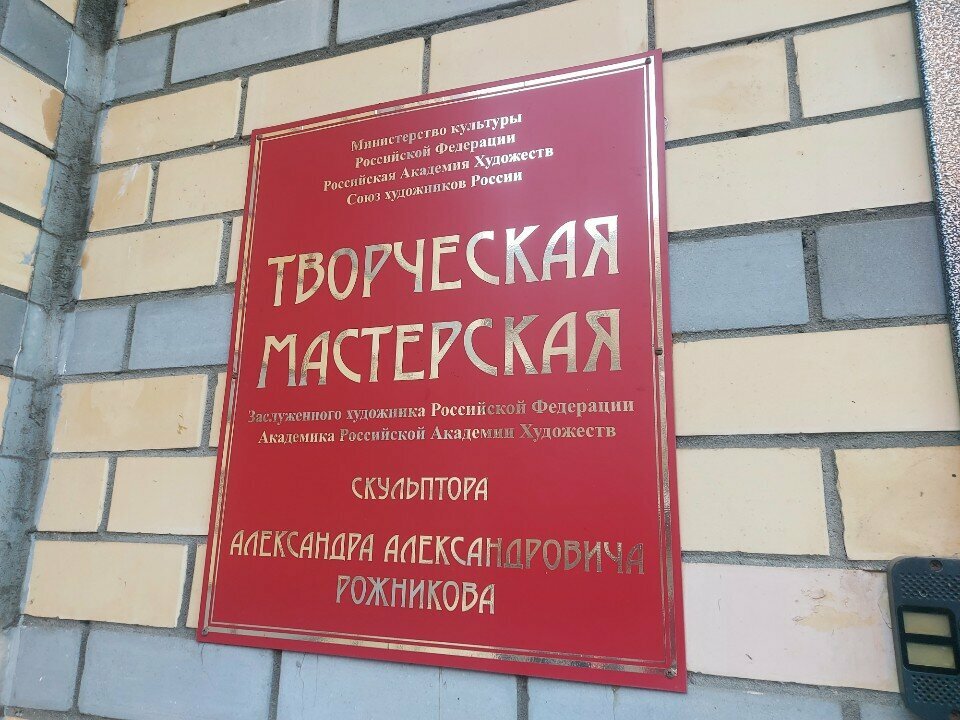 Министерство культуры
Российской Федерации
Российская Академия Художеств
Союз художников России
ТВОРЧЕСКАЯ
МАСТЕРСКАЯ
Заслуженного художника Российской Федерации
Академика Российской Академии Художеств
СКУЛЬПТОРА
АЛЕКСАНДРА АЛЕКСАНДРОВИЧА
РОЖНИКОВА